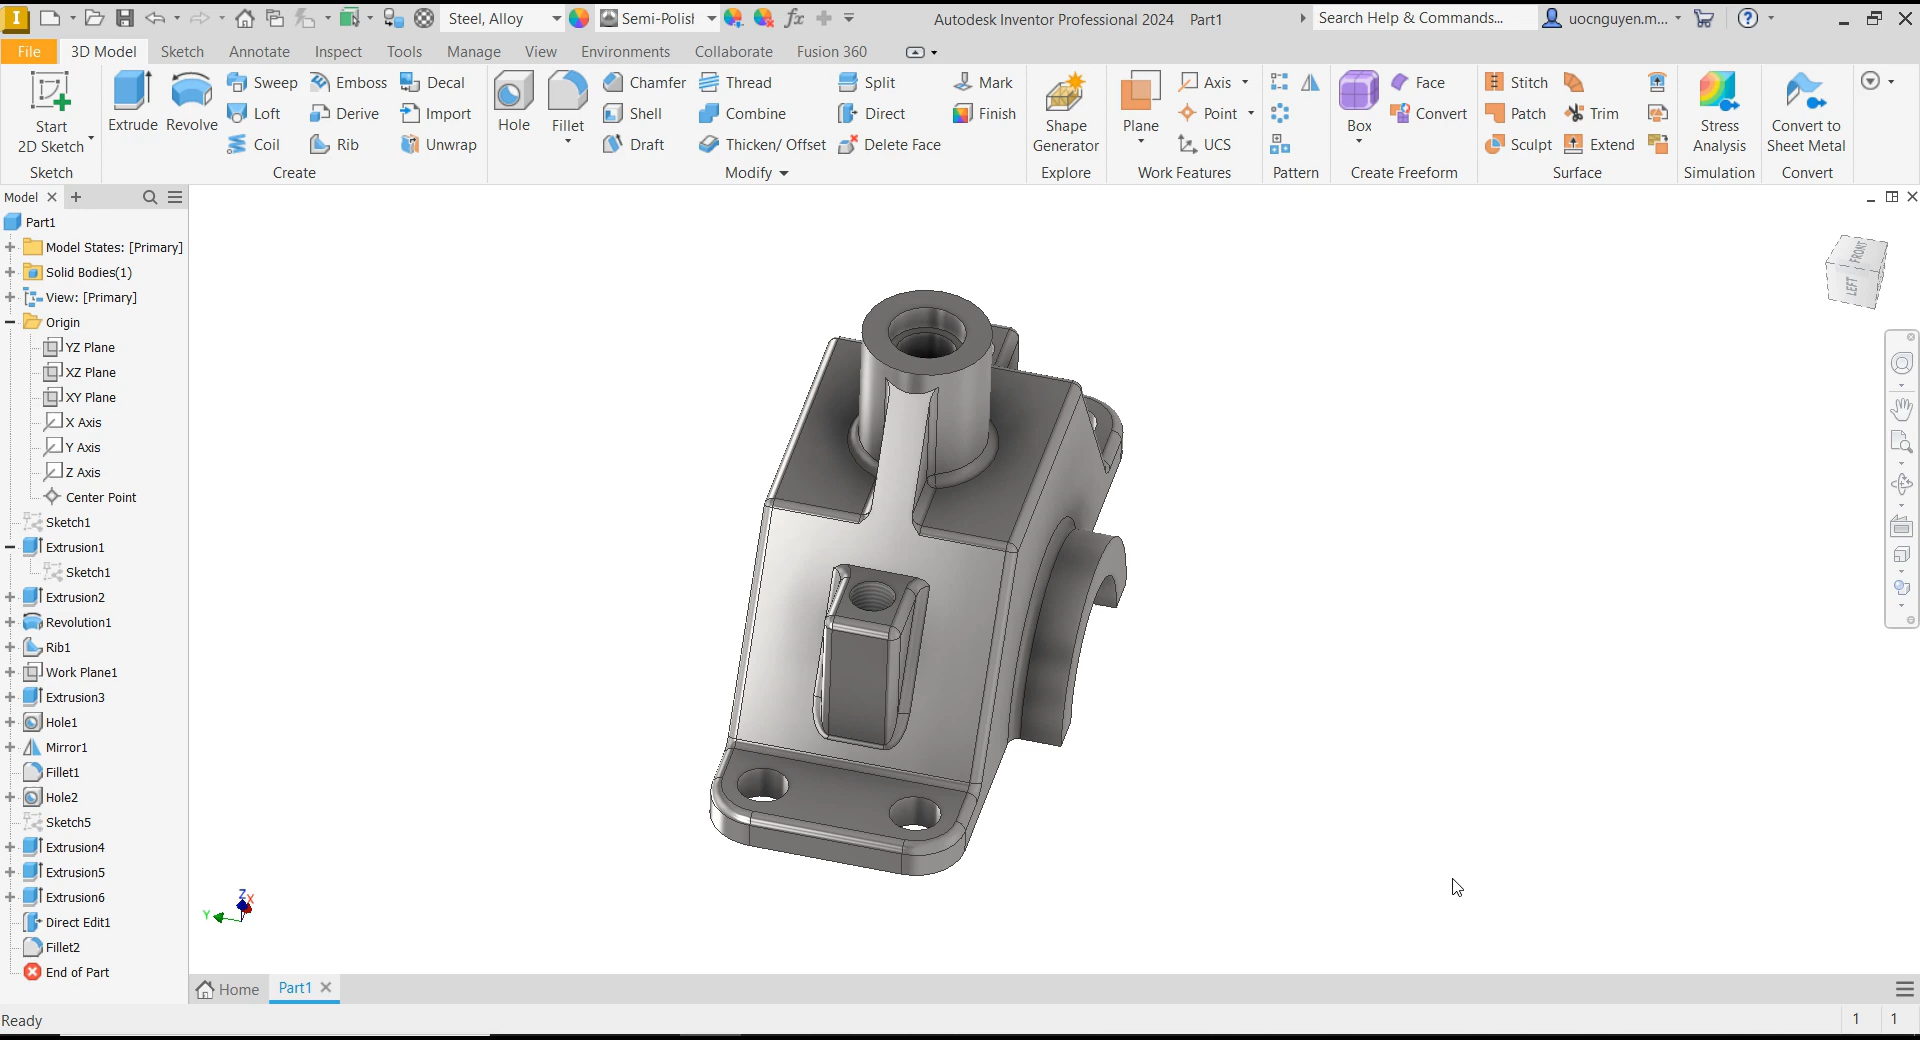 Steel, Alloy
Semi-Polish
fx
Autodesk Inventor Professional 2024 Part1
Search Help & Commands...
uocnguyen.m...
File 3D Model Sketch Annotate Inspect Tools Manage View Environments Collaborate Fusion 360
Start
2D Sketch
Sketch
Extrude
Revolve
Sweep
Loft
Coil
Emboss
Derive
Rib
Decal
Import
Unwrap
Create
Hole
Fillet
Chamfer
Shell
Draft
Thread
Combine
Thicken/ Offset
Split
Direct
Delete Face
Mark
Finish
Modify
Shape
Generator
Explore
Plane
Axis
Point
UCS
Work Features
Pattern
Box
Face
Convert
Create Freeform
Stitch
Patch
Sculpt
Trim
Extend
Surface
Stress
Analysis
Simulation
Convert to
Sheet Metal
Convert
Model
Part1
Model States: [Primary]
Solid Bodies(1)
View: [Primary]
Origin
YZ Plane
XZ Plane
XY Plane
X Axis
Y Axis
Z Axis
Center Point
Sketch1
Extrusion1
Sketch1
Extrusion2
Revolution1
Rib1
Work Plane1
Extrusion3
Hole1
Mirror1
Fillet1
Hole2
Sketch5
Extrusion4
Extrusion5
Extrusion6
Direct Edit1
Fillet2
End of Part
FRONT
LEFT
Z
X
Y
Home
Part1
Ready
1 1